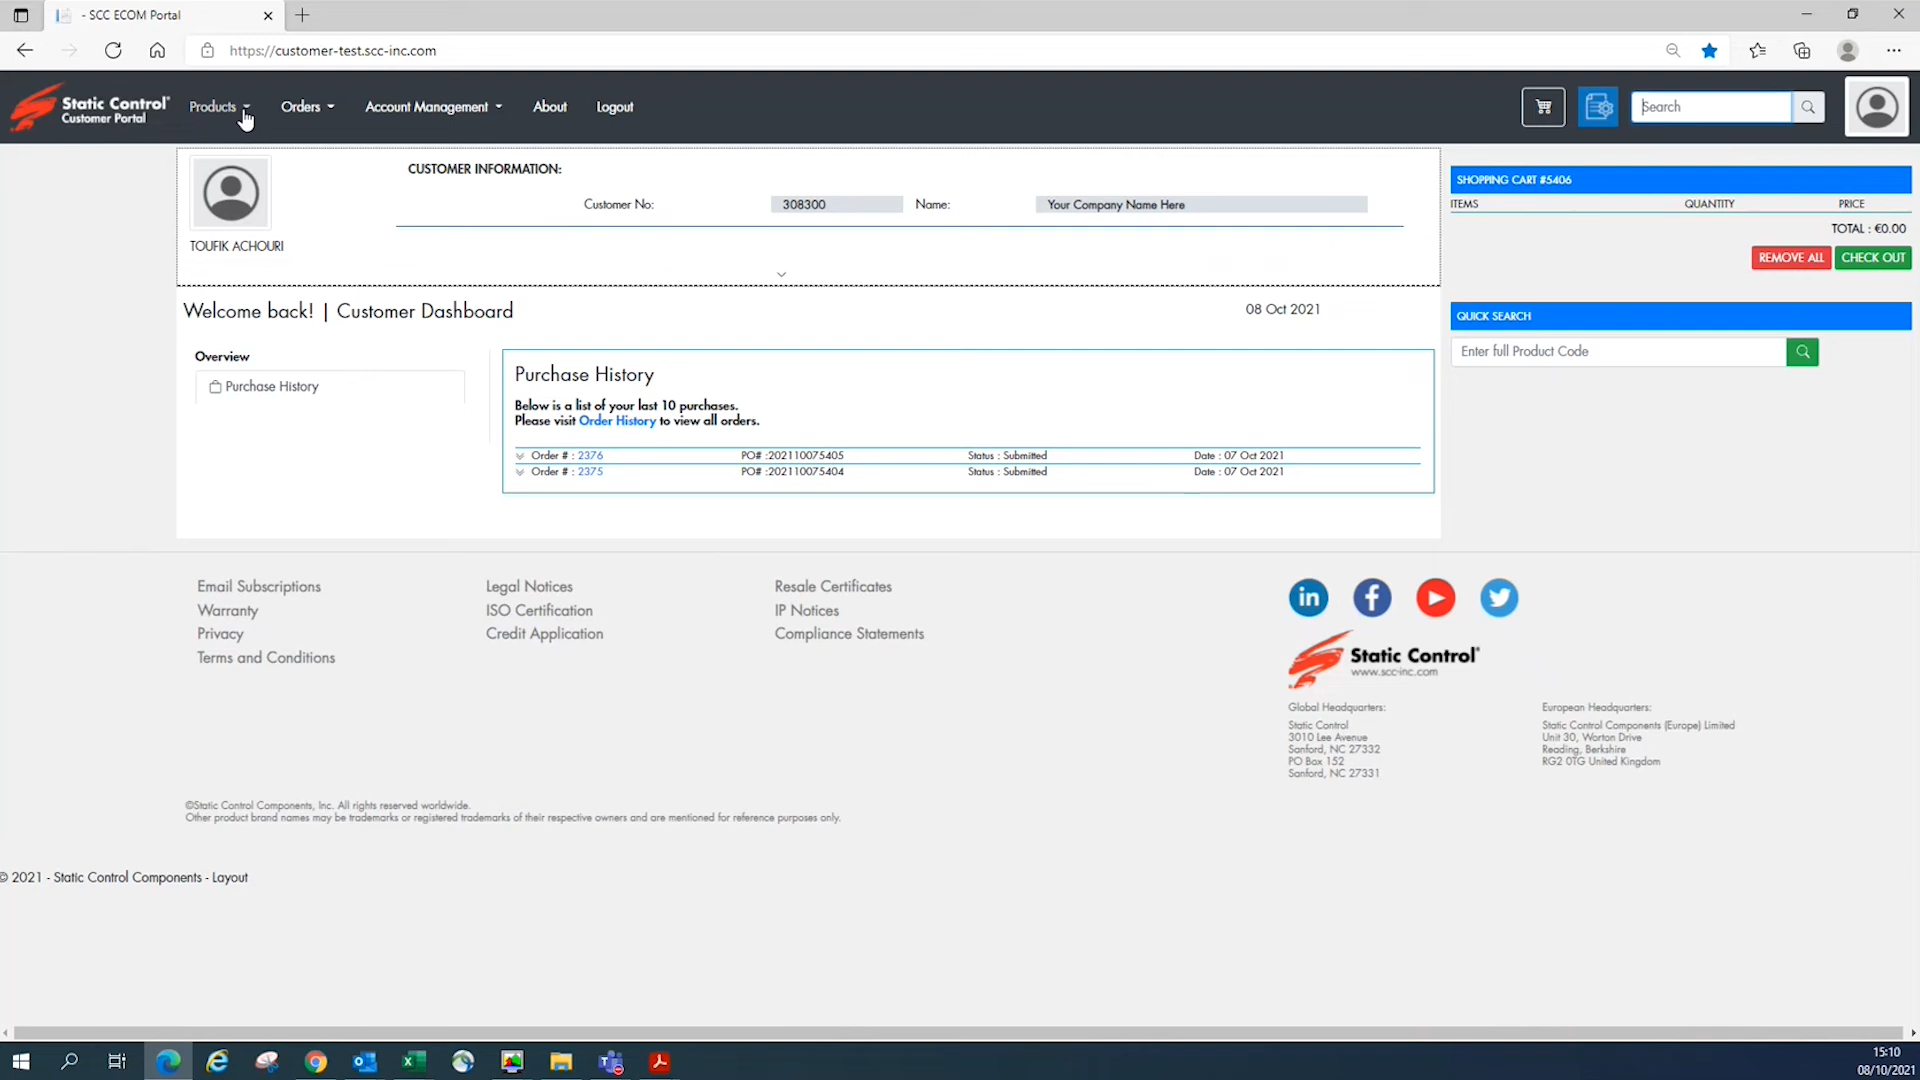 - SCC ECOM Portal
https://customer-test.scc-inc.com
Static Control®
Customer Portal
Products
Orders
Account Management
About
Logout
Search
CUSTOMER INFORMATION:
Customer No:
308300
Name:
Your Company Name Here
TOUFIK ACHOURI
SHOPPING CART #5406
ITEMS QUANTITY PRICE
TOTAL : €0.00
REMOVE ALL CHECK OUT
QUICK SEARCH
Enter full Product Code
Welcome back! | Customer Dashboard
08 Oct 2021
Overview
Purchase History
Purchase History
Below is a list of your last 10 purchases.
Please visit Order History to view all orders.
Order # : 2376 PO# :202110075405 Status : Submitted Date : 07 Oct 2021
Order # : 2375 PO# :202110075404 Status : Submitted Date : 07 Oct 2021
Email Subscriptions
Warranty
Privacy
Terms and Conditions
Legal Notices
ISO Certification
Credit Application
Resale Certificates
IP Notices
Compliance Statements
in
f
Static Control®
www.scc-inc.com
Global Headquarters:
Static Control
3010 Lee Avenue
Sanford, NC 27332
PO Box 152
Sanford, NC 27331
European Headquarters:
Static Control Components (Europe) Limited
Unit 30, Worton Drive
Reading, Berkshire
RG2 0TG United Kingdom
©Static Control Components, Inc. All rights reserved worldwide.
Other product brand names may be trademarks or registered trademarks of their respective owners and are mentioned for reference purposes only.
© 2021 - Static Control Components - Layout
15:10
08/10/2021